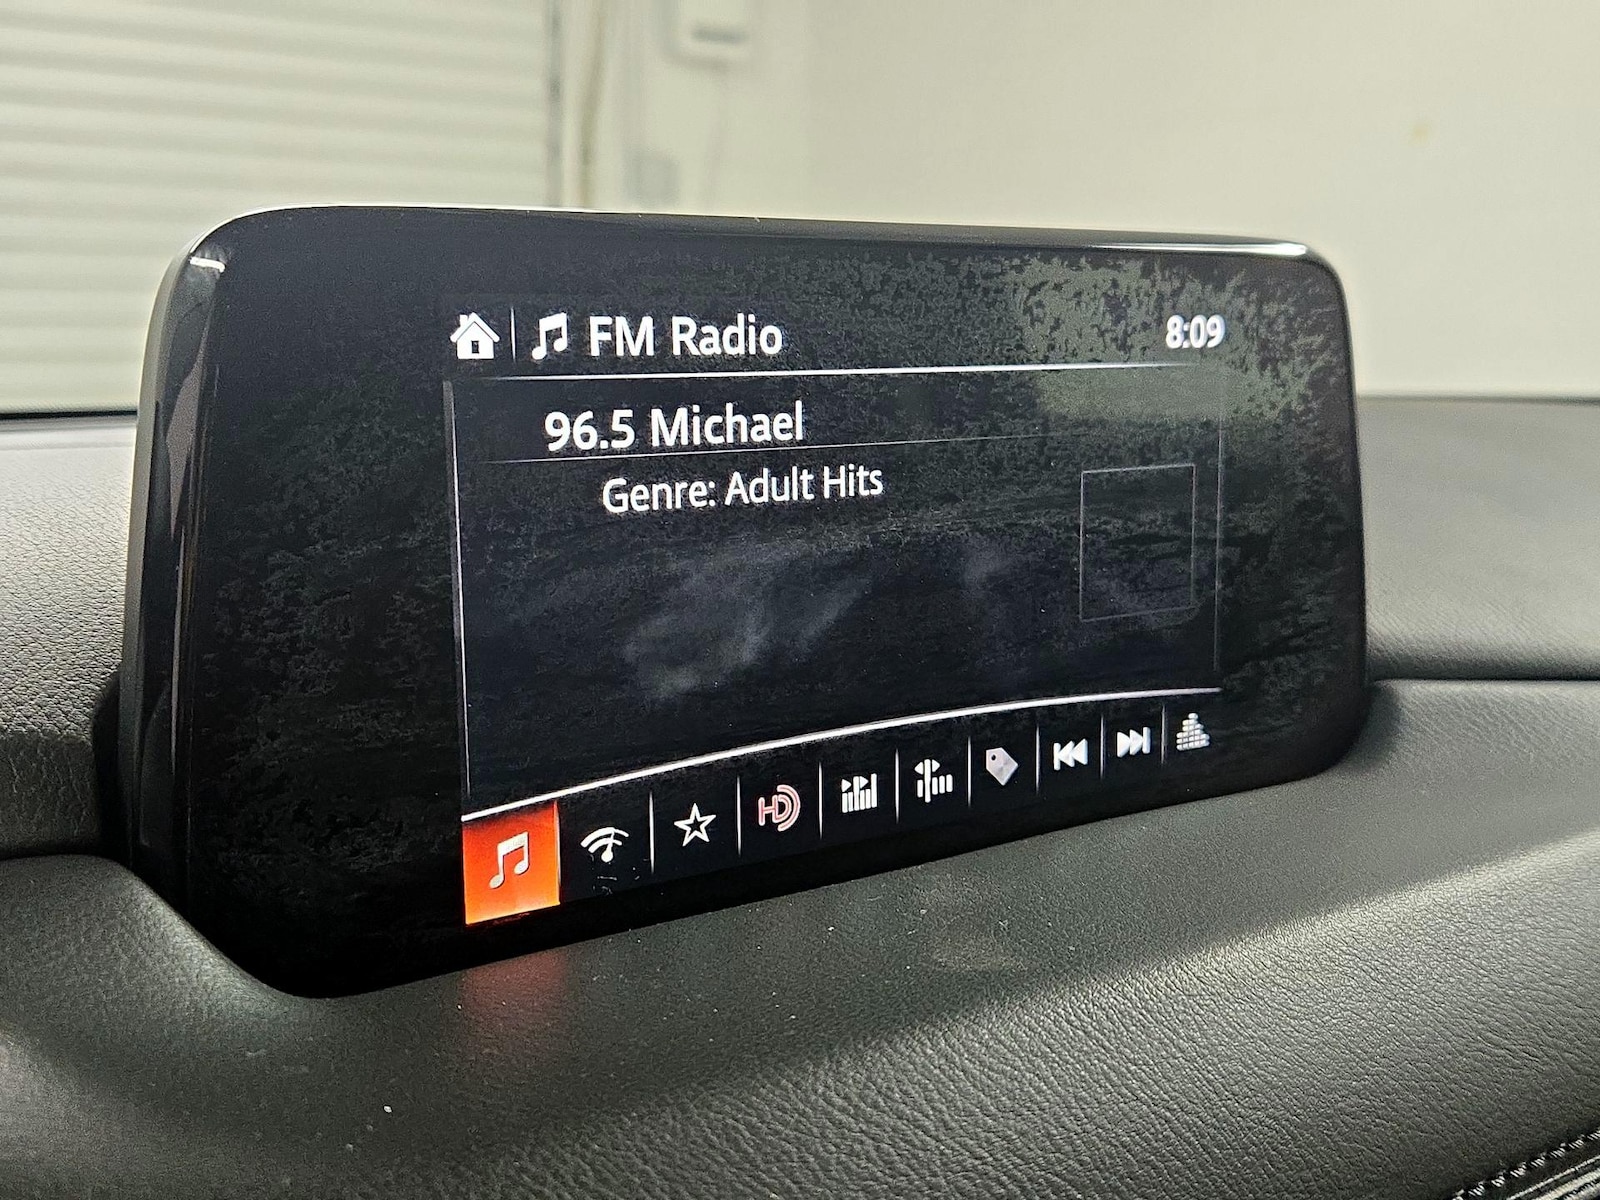 FM Radio
8:09
96.5 Michael
Genre: Adult Hits
HD